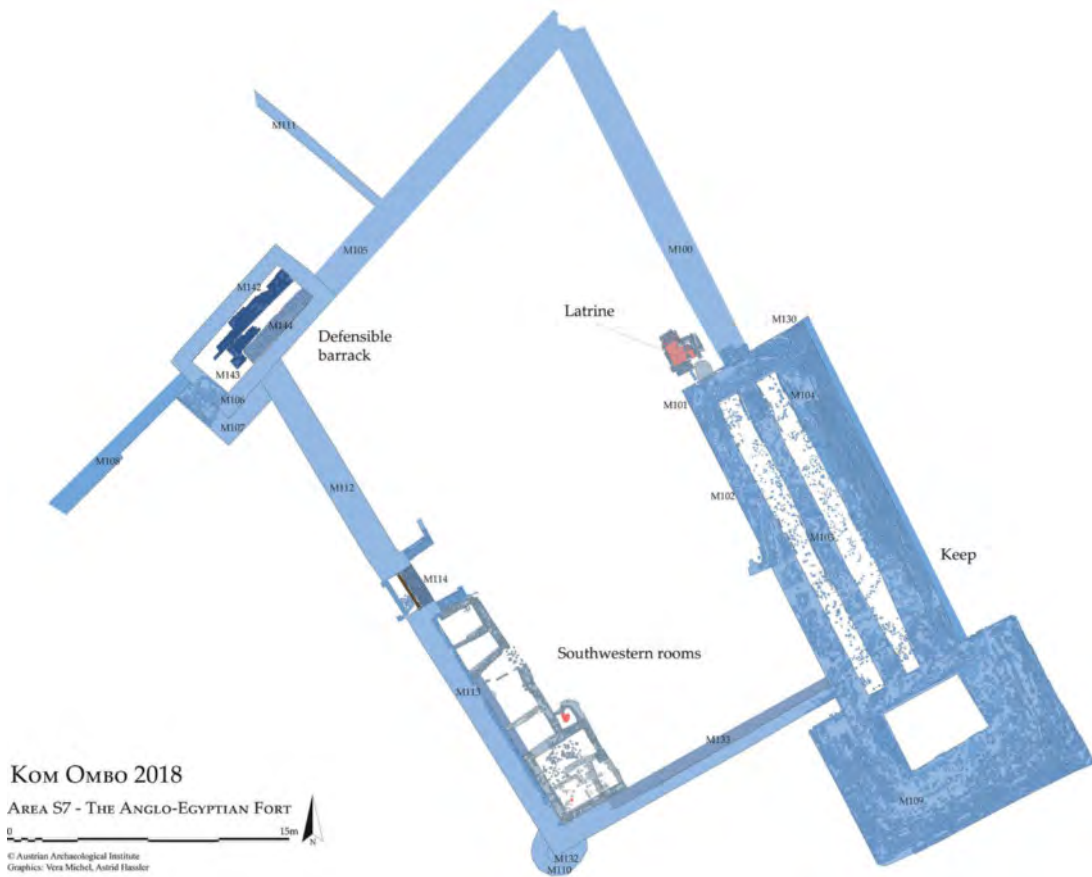 M111
M105
M100
M142
M130
Latrine
M144
Defensible
barrack
M143
M101
M104
M106
M107
M108
M102
M112
M103
Keep
M114
Southwestern rooms
M113
M133
KOM OMBO 2018
AREA S7 - THE ANGLO-EGYPTIAN FORT
M109
0
15m
N
© Austrian Archaeological Institute
Graphics: Vera Michel, Astrid Hassler
M132
M110